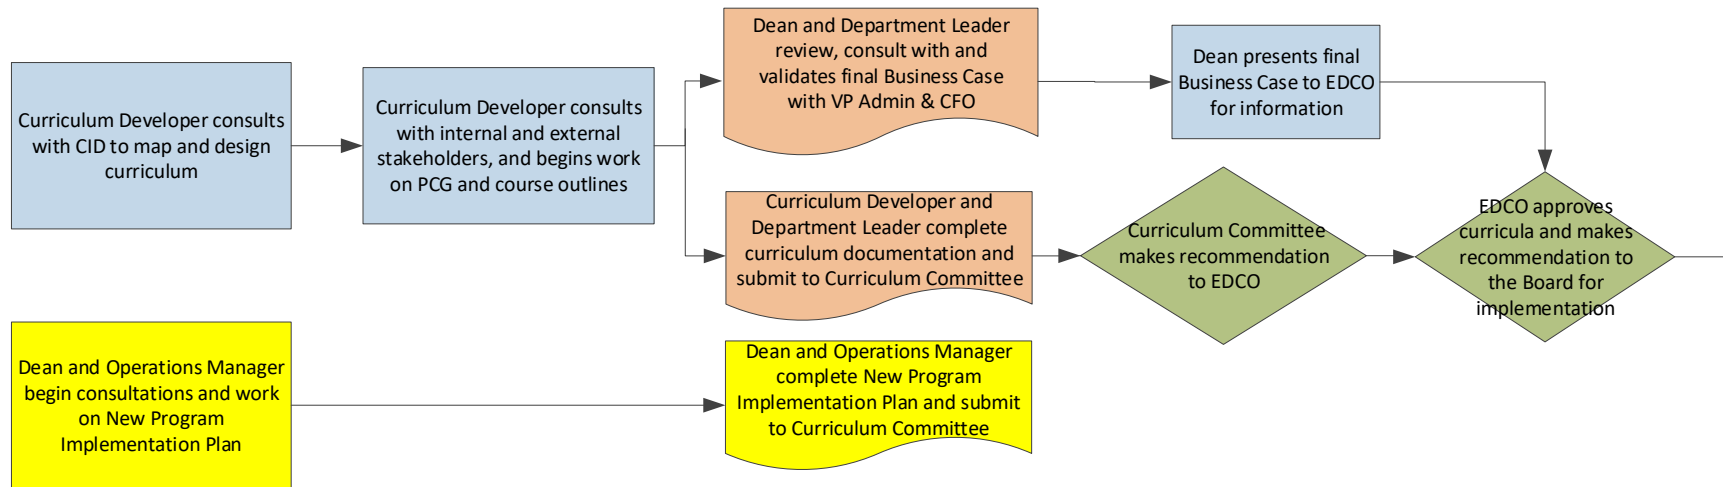 Curriculum Developer consults
with CID to map and design
curriculum
Curriculum Developer consults
with internal and external
stakeholders, and begins work
on PCG and course outlines
Dean and Department Leader
review, consult with and
validates final Business Case
with VP Admin & CFO
Dean presents final
Business Case to EDCO
for information
Curriculum Developer and
Department Leader complete
curriculum documentation and
submit to Curriculum Committee
Curriculum Committee
makes recommendation
to EDCO
EDCO approves
curricula and makes
recommendation to
the Board for
implementation
Dean and Operations Manager
begin consultations and work
on New Program
Implementation Plan
Dean and Operations Manager
complete New Program
Implementation Plan and submit
to Curriculum Committee